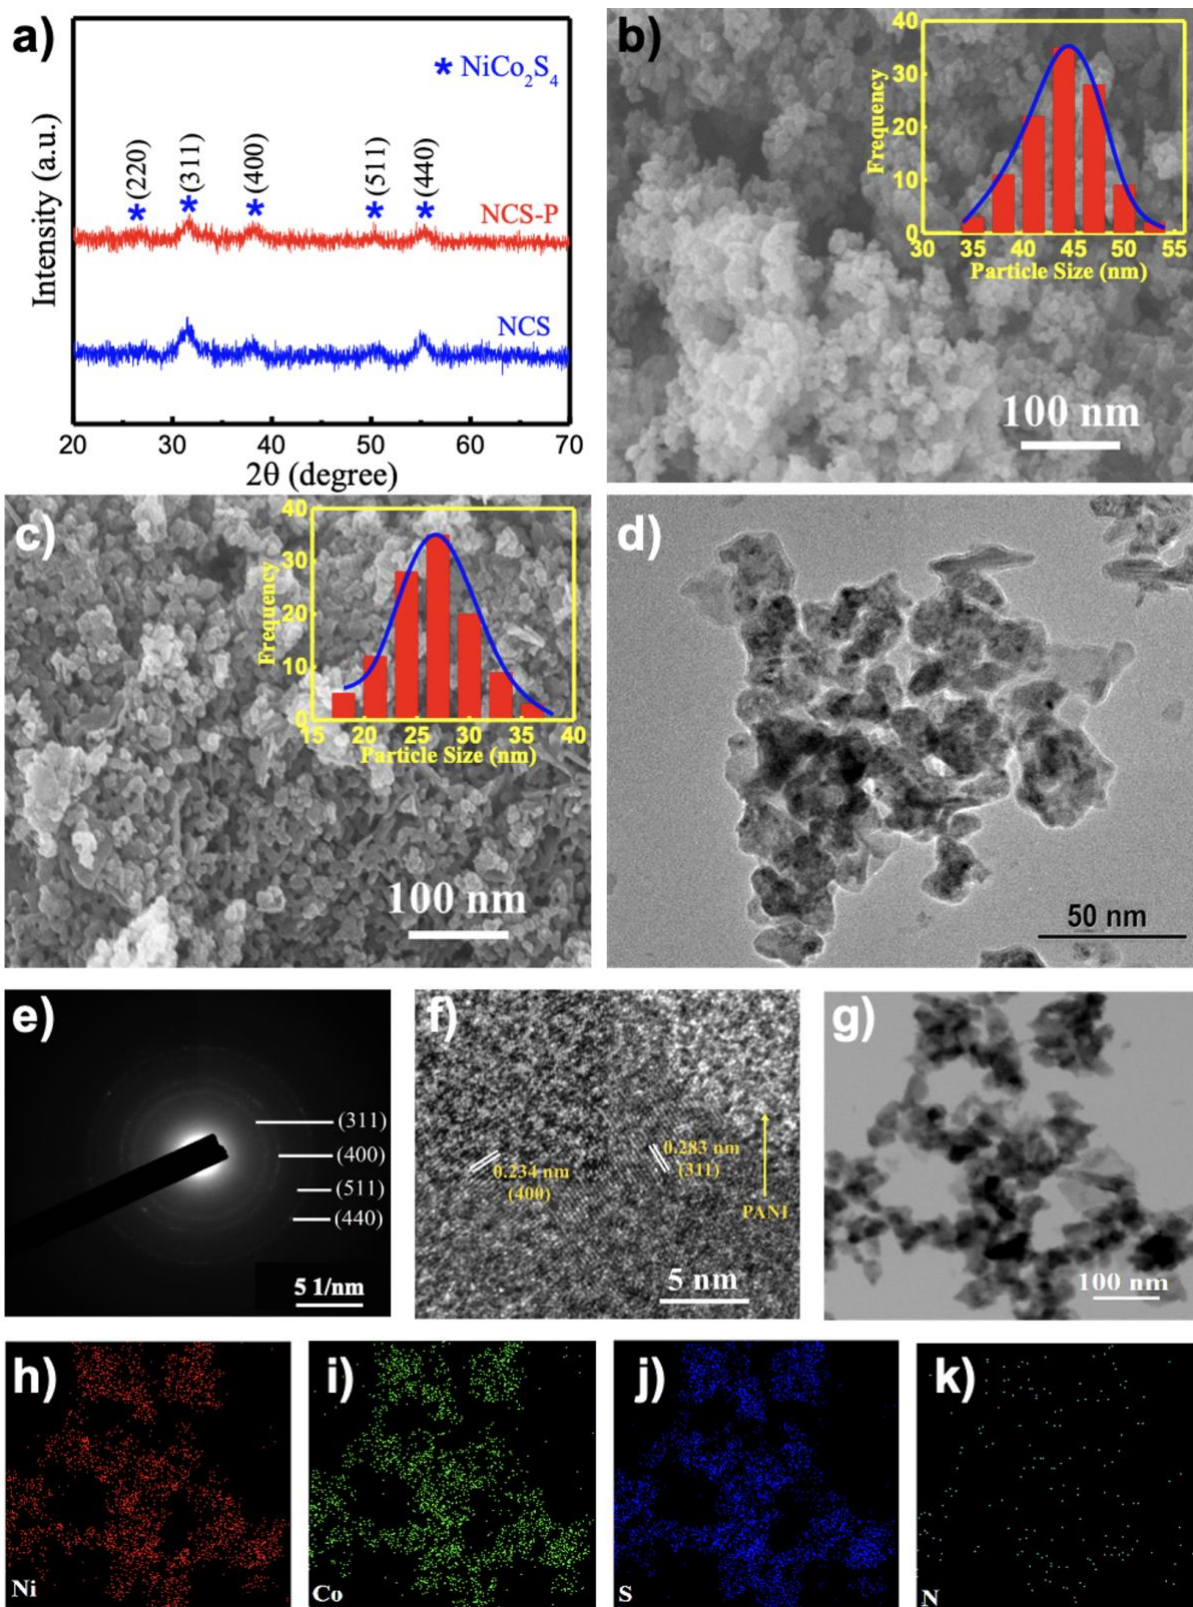 a)
* NiCo₂S₄
(220)
(311)
(400)
(511)
(440)
NCS-P
NCS
Intensity (a.u.)
20 30 40 50 60 70
2θ (degree)
b)
40
30
20
10
0
Frequency
30 35 40 45 50 55
Particle Size (nm)
100 nm
c)
40
30
20
10
0
Frequency
15 20 25 30 35 40
Particle Size (nm)
100 nm
d)
50 nm
e)
(311)
(400)
(511)
(440)
5 1/nm
f)
0.234 nm
(400)
0.283 nm
(311)
PANI
5 nm
g)
100 nm
h)
Ni
i)
Co
j)
S
k)
N